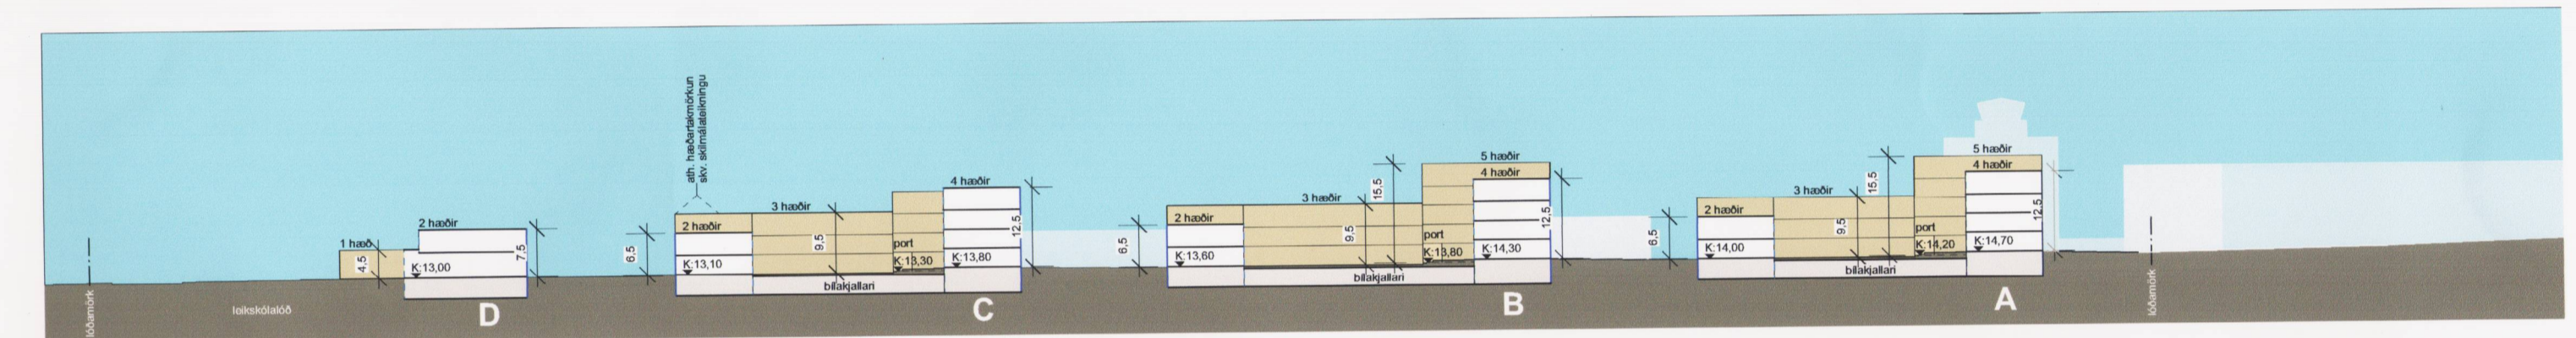 lóðamörk
leikskólalóð
1 hæð
4,5
2 hæðir
K:13,00
7,5
D
6,5
ath. hæðartakmörkun
skv. skilmálateikningu
2 hæðir
K:13,10
3 hæðir
9,5
port
K:13,30
4 hæðir
K:13,80
12,5
bílakjallari
C
6,5
2 hæðir
K:13,60
3 hæðir
9,5
15,5
port
K:13,80
5 hæðir
4 hæðir
K:14,30
12,5
bílakjallari
B
6,5
2 hæðir
K:14,00
3 hæðir
9,5
15,5
port
K:14,20
5 hæðir
4 hæðir
K:14,70
12,5
bílakjallari
A
lóðamörk